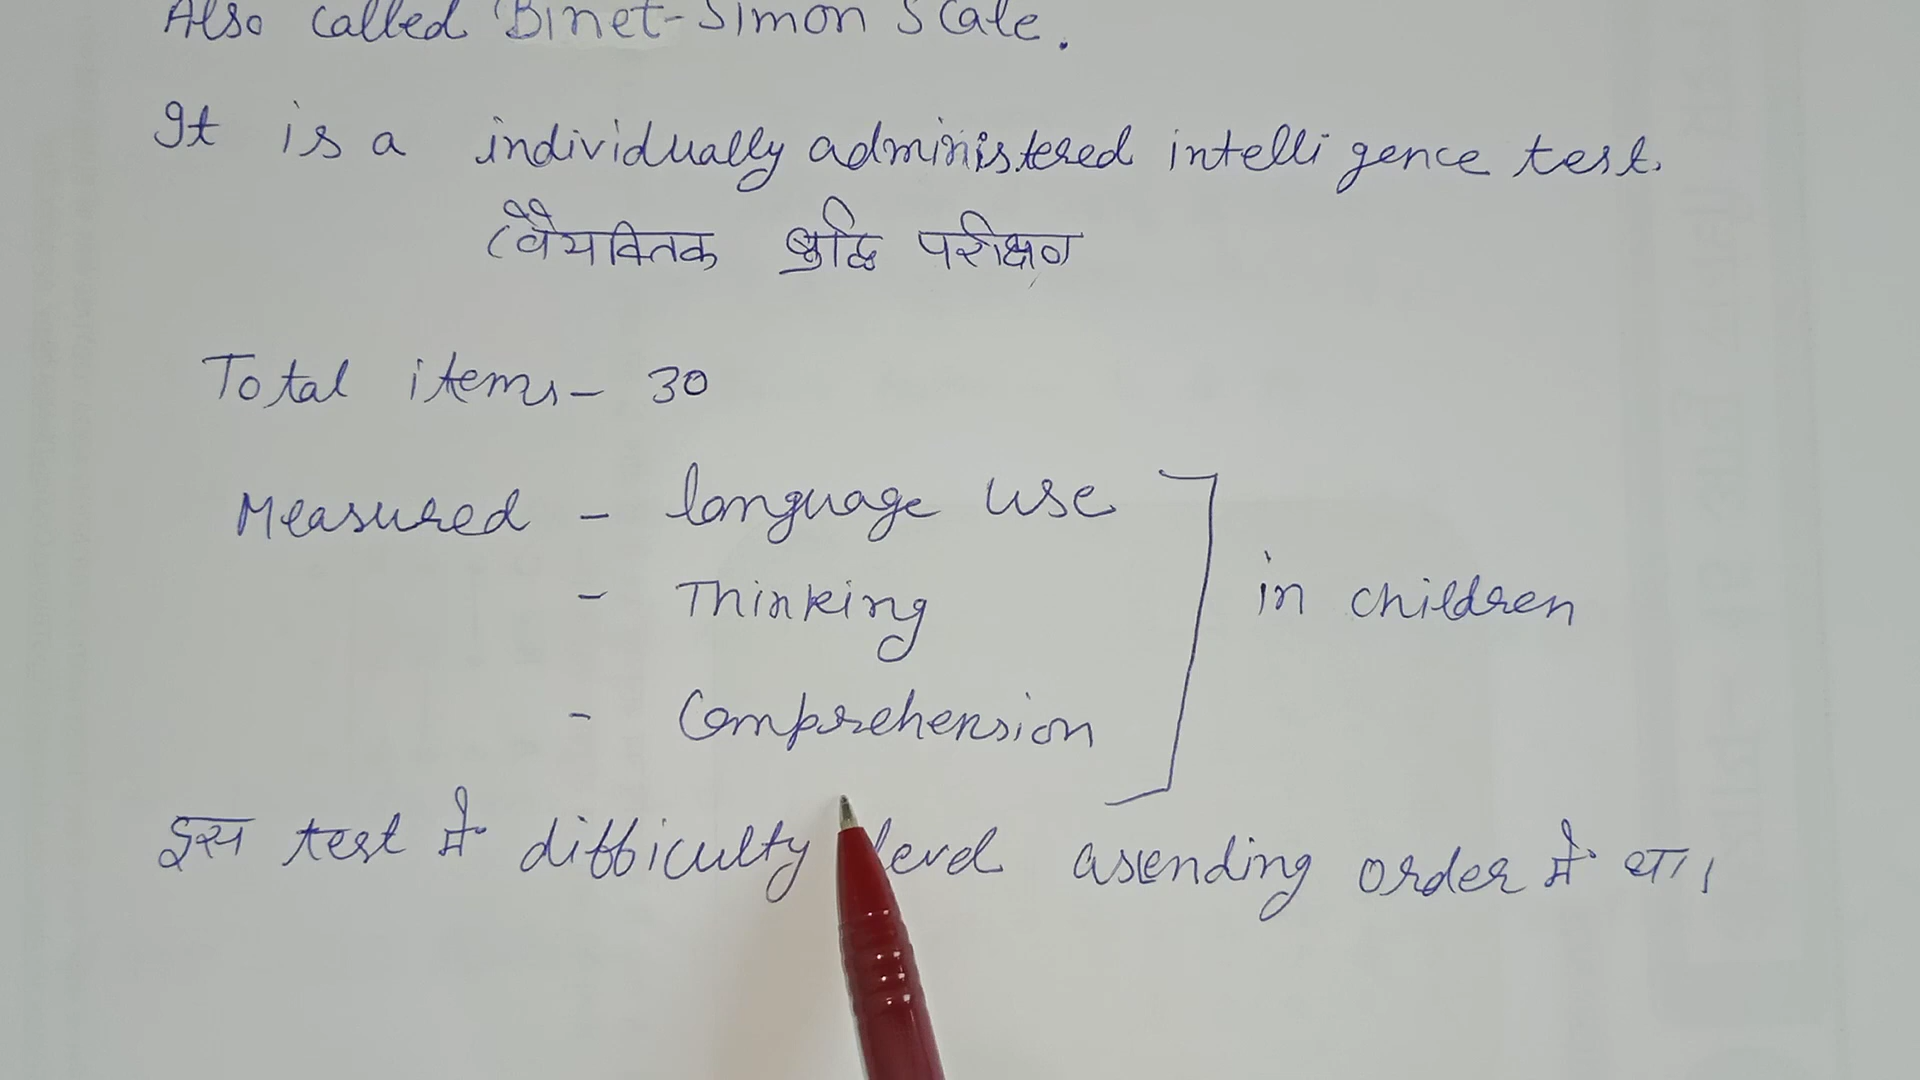 Also called Binet-Simon Scale.
It is a individually administered intelligence test.
(वैयक्तिक बुद्धि परीक्षण
Total items - 30
Measured - language use
- Thinking
in children
- Comprehension
इस test में difficulty level ascending order में था।